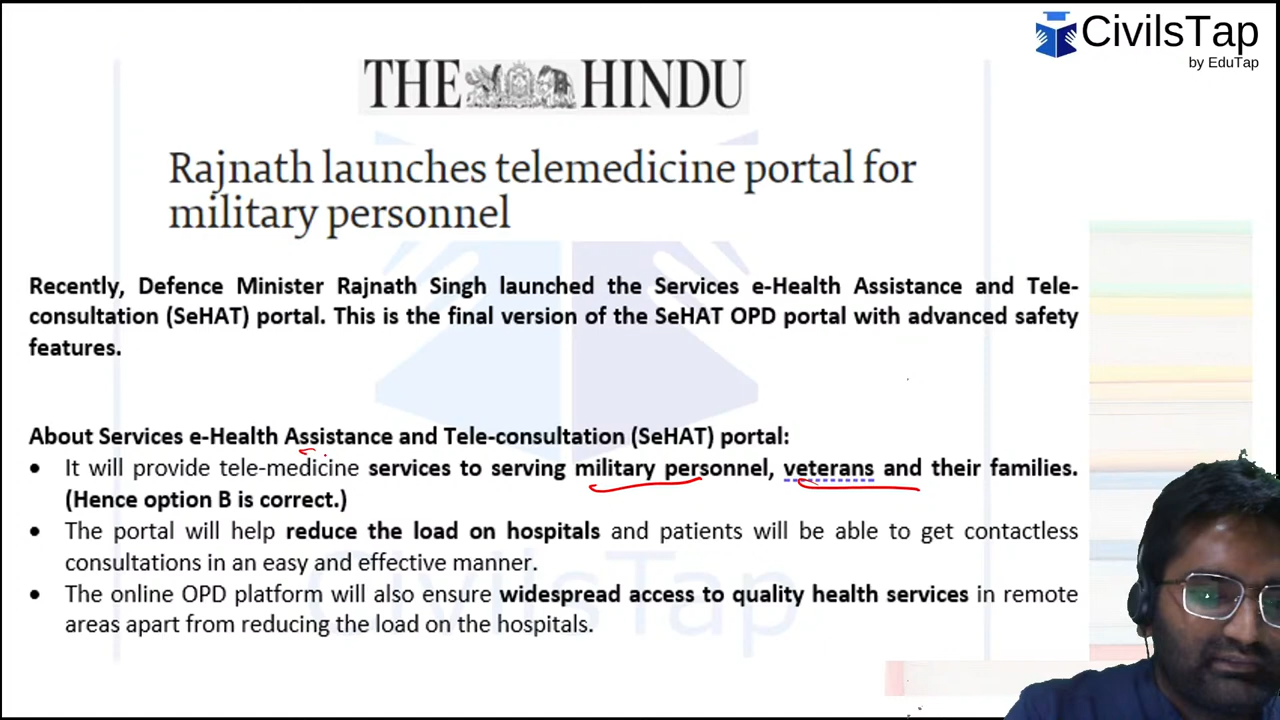 CivilsTap
by EduTap
THE HINDU
Rajnath launches telemedicine portal for
military personnel
Recently, Defence Minister Rajnath Singh launched the Services e-Health Assistance and Tele-
consultation (SeHAT) portal. This is the final version of the SeHAT OPD portal with advanced safety
features.
About Services e-Health Assistance and Tele-consultation (SeHAT) portal:
• It will provide tele-medicine services to serving military personnel, veterans and their families.
(Hence option B is correct.)
• The portal will help reduce the load on hospitals and patients will be able to get contactless
consultations in an easy and effective manner.
• The online OPD platform will also ensure widespread access to quality health services in remote
areas apart from reducing the load on the hospitals.
CivilsTap